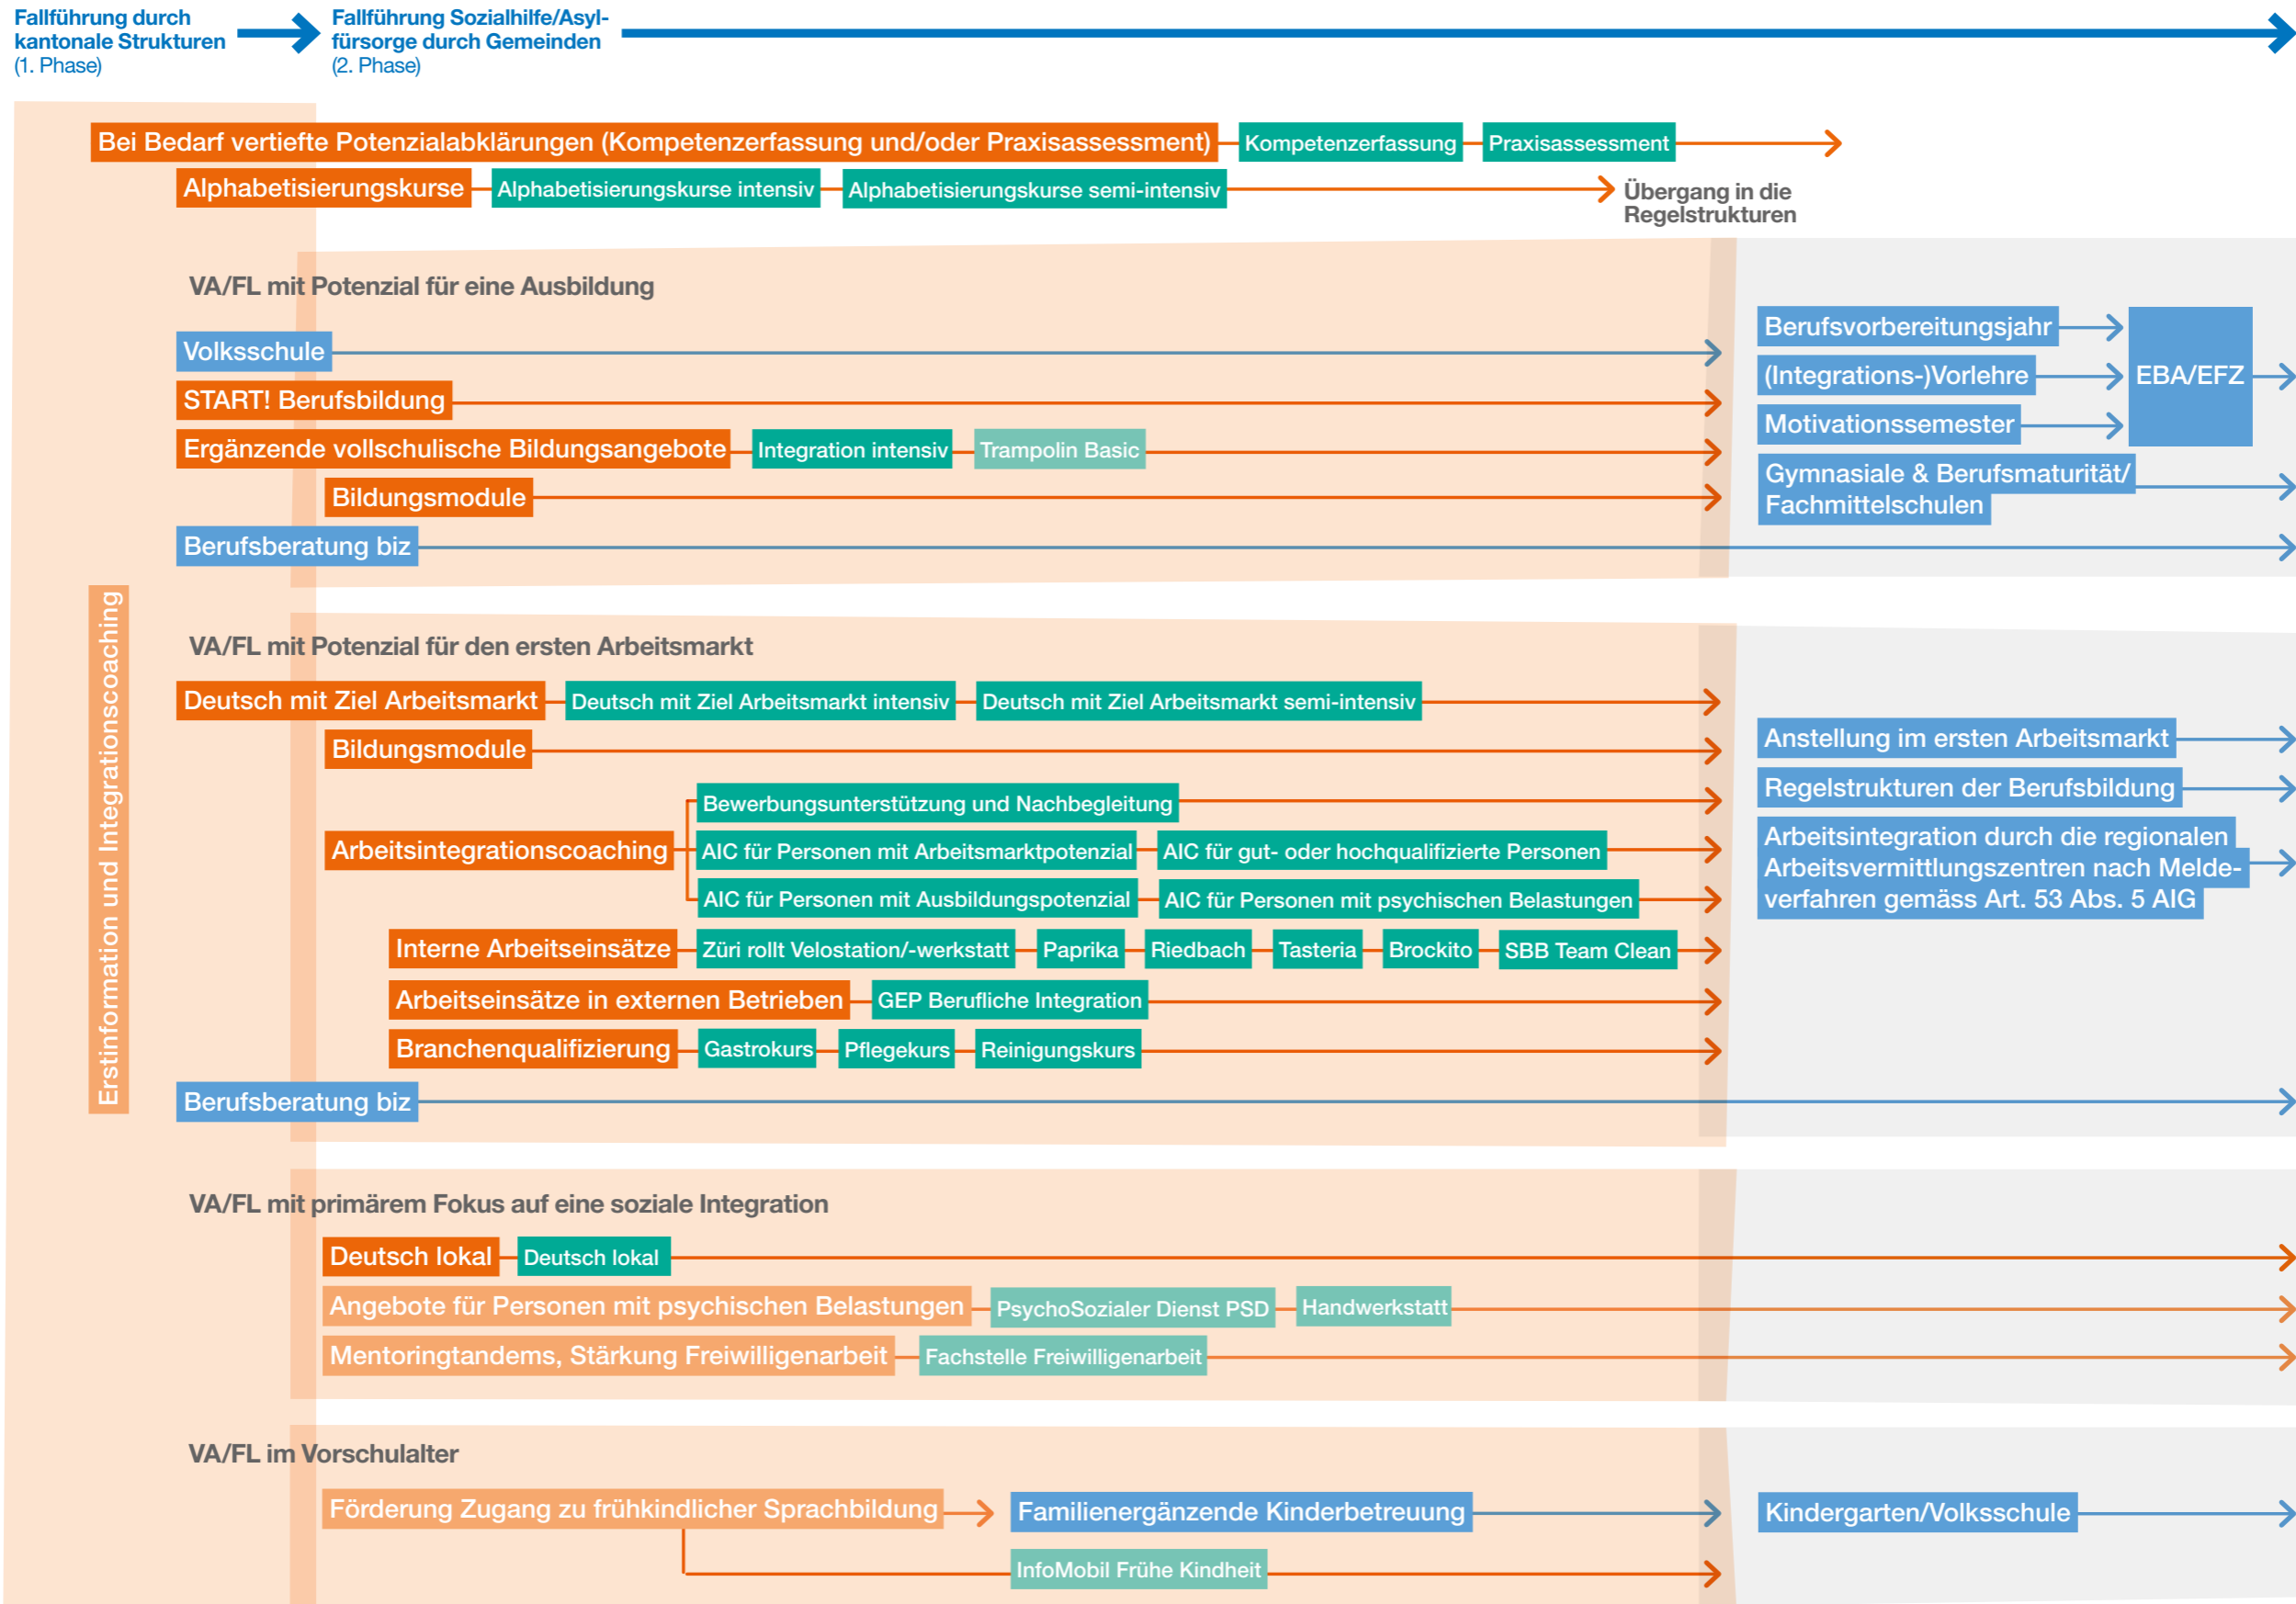 Fallführung durch
kantonale Strukturen
(1. Phase)
Fallführung Sozialhilfe/Asyl-
fürsorge durch Gemeinden
(2. Phase)
Bei Bedarf vertiefte Potenzialabklärungen (Kompetenzerfassung und/oder Praxisassessment)
Kompetenzerfassung
Praxisassessment
Alphabetisierungskurse
Alphabetisierungskurse intensiv
Alphabetisierungskurse semi-intensiv
Übergang in die
Regelstrukturen
Erstinformation und Integrationscoaching
VA/FL mit Potenzial für eine Ausbildung
Volksschule
START! Berufsbildung
Ergänzende vollschulische Bildungsangebote
Integration intensiv
Trampolin Basic
Bildungsmodule
Berufsberatung biz
Berufsvorbereitungsjahr
(Integrations-)Vorlehre
Motivationssemester
EBA/EFZ
Gymnasiale & Berufsmaturität/
Fachmittelschulen
VA/FL mit Potenzial für den ersten Arbeitsmarkt
Deutsch mit Ziel Arbeitsmarkt
Deutsch mit Ziel Arbeitsmarkt intensiv
Deutsch mit Ziel Arbeitsmarkt semi-intensiv
Bildungsmodule
Arbeitsintegrationscoaching
Bewerbungsunterstützung und Nachbegleitung
AIC für Personen mit Arbeitsmarktpotenzial
AIC für gut- oder hochqualifizierte Personen
AIC für Personen mit Ausbildungspotenzial
AIC für Personen mit psychischen Belastungen
Interne Arbeitseinsätze
Züri rollt Velostation/-werkstatt
Paprika
Riedbach
Tasteria
Brockito
SBB Team Clean
Arbeitseinsätze in externen Betrieben
GEP Berufliche Integration
Branchenqualifizierung
Gastrokurs
Pflegekurs
Reinigungskurs
Berufsberatung biz
Anstellung im ersten Arbeitsmarkt
Regelstrukturen der Berufsbildung
Arbeitsintegration durch die regionalen
Arbeitsvermittlungszentren nach Melde-
verfahren gemäss Art. 53 Abs. 5 AIG
VA/FL mit primärem Fokus auf eine soziale Integration
Deutsch lokal
Deutsch lokal
Angebote für Personen mit psychischen Belastungen
PsychoSozialer Dienst PSD
Handwerkstatt
Mentoringtandems, Stärkung Freiwilligenarbeit
Fachstelle Freiwilligenarbeit
VA/FL im Vorschulalter
Förderung Zugang zu frühkindlicher Sprachbildung
Familienergänzende Kinderbetreuung
Kindergarten/Volksschule
InfoMobil Frühe Kindheit